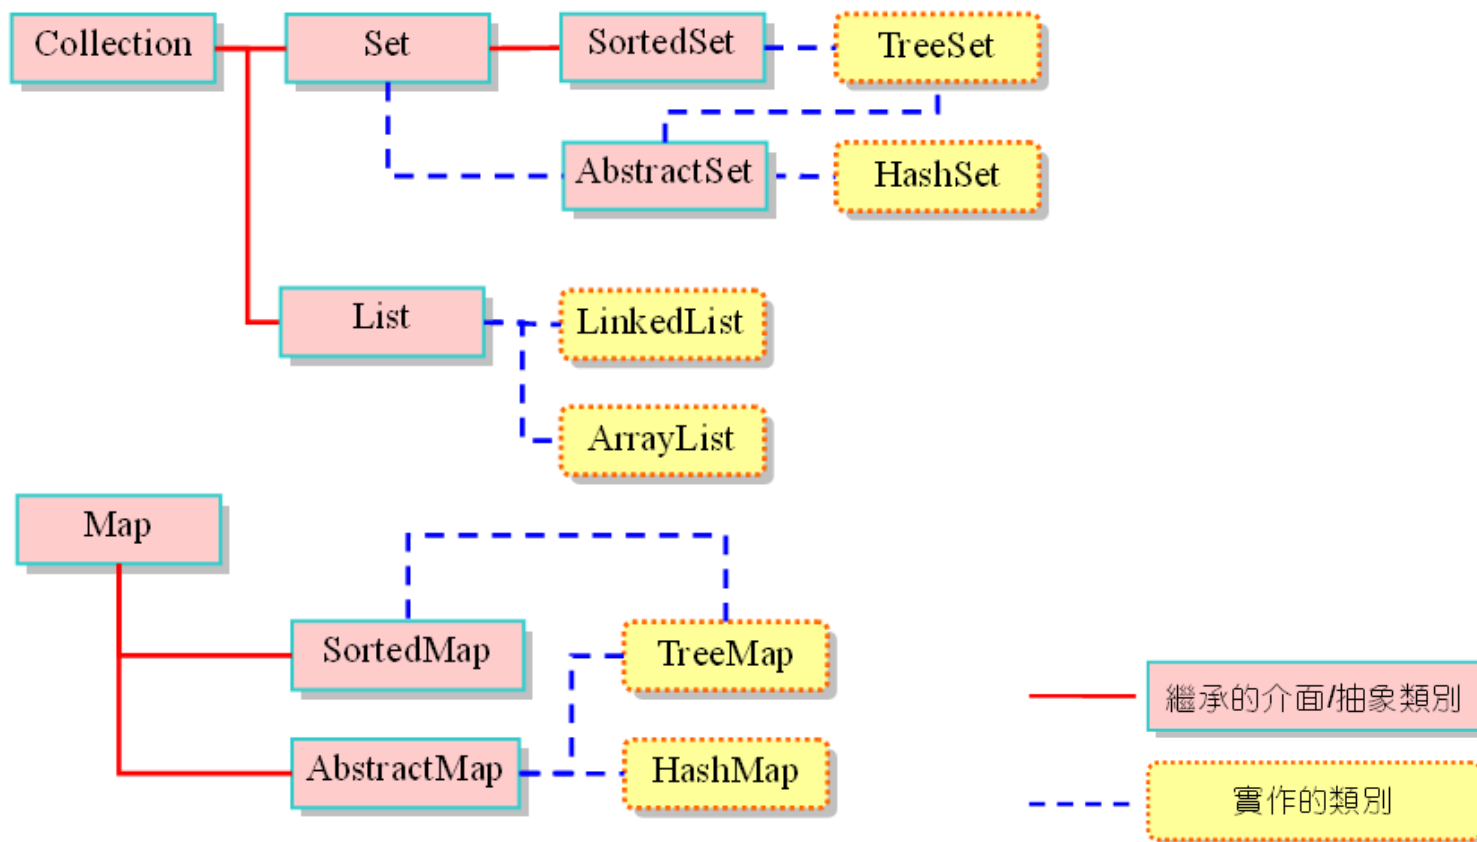 Collection
Set
SortedSet
TreeSet
AbstractSet
HashSet
List
LinkedList
ArrayList
Map
SortedMap
TreeMap
AbstractMap
HashMap
繼承的介面/抽象類別
實作的類別